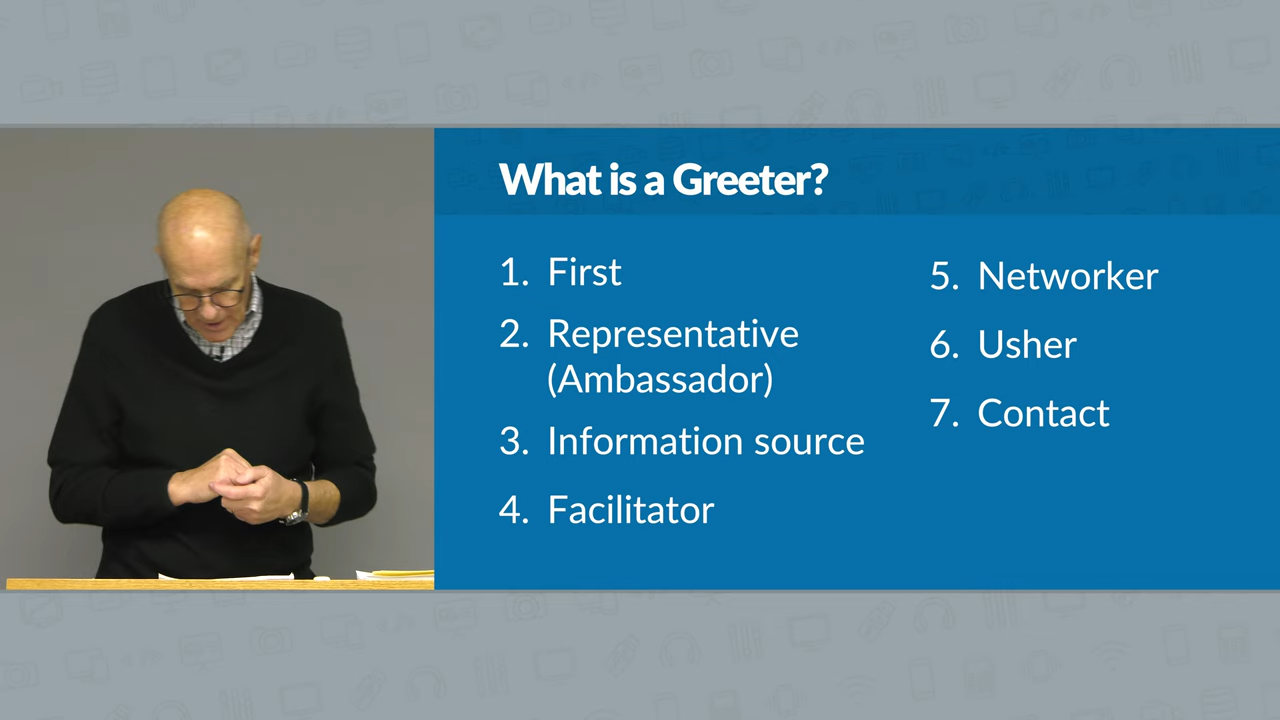 What is a Greeter?
1. First
2. Representative
(Ambassador)
3. Information source
4. Facilitator
5. Networker
6. Usher
7. Contact